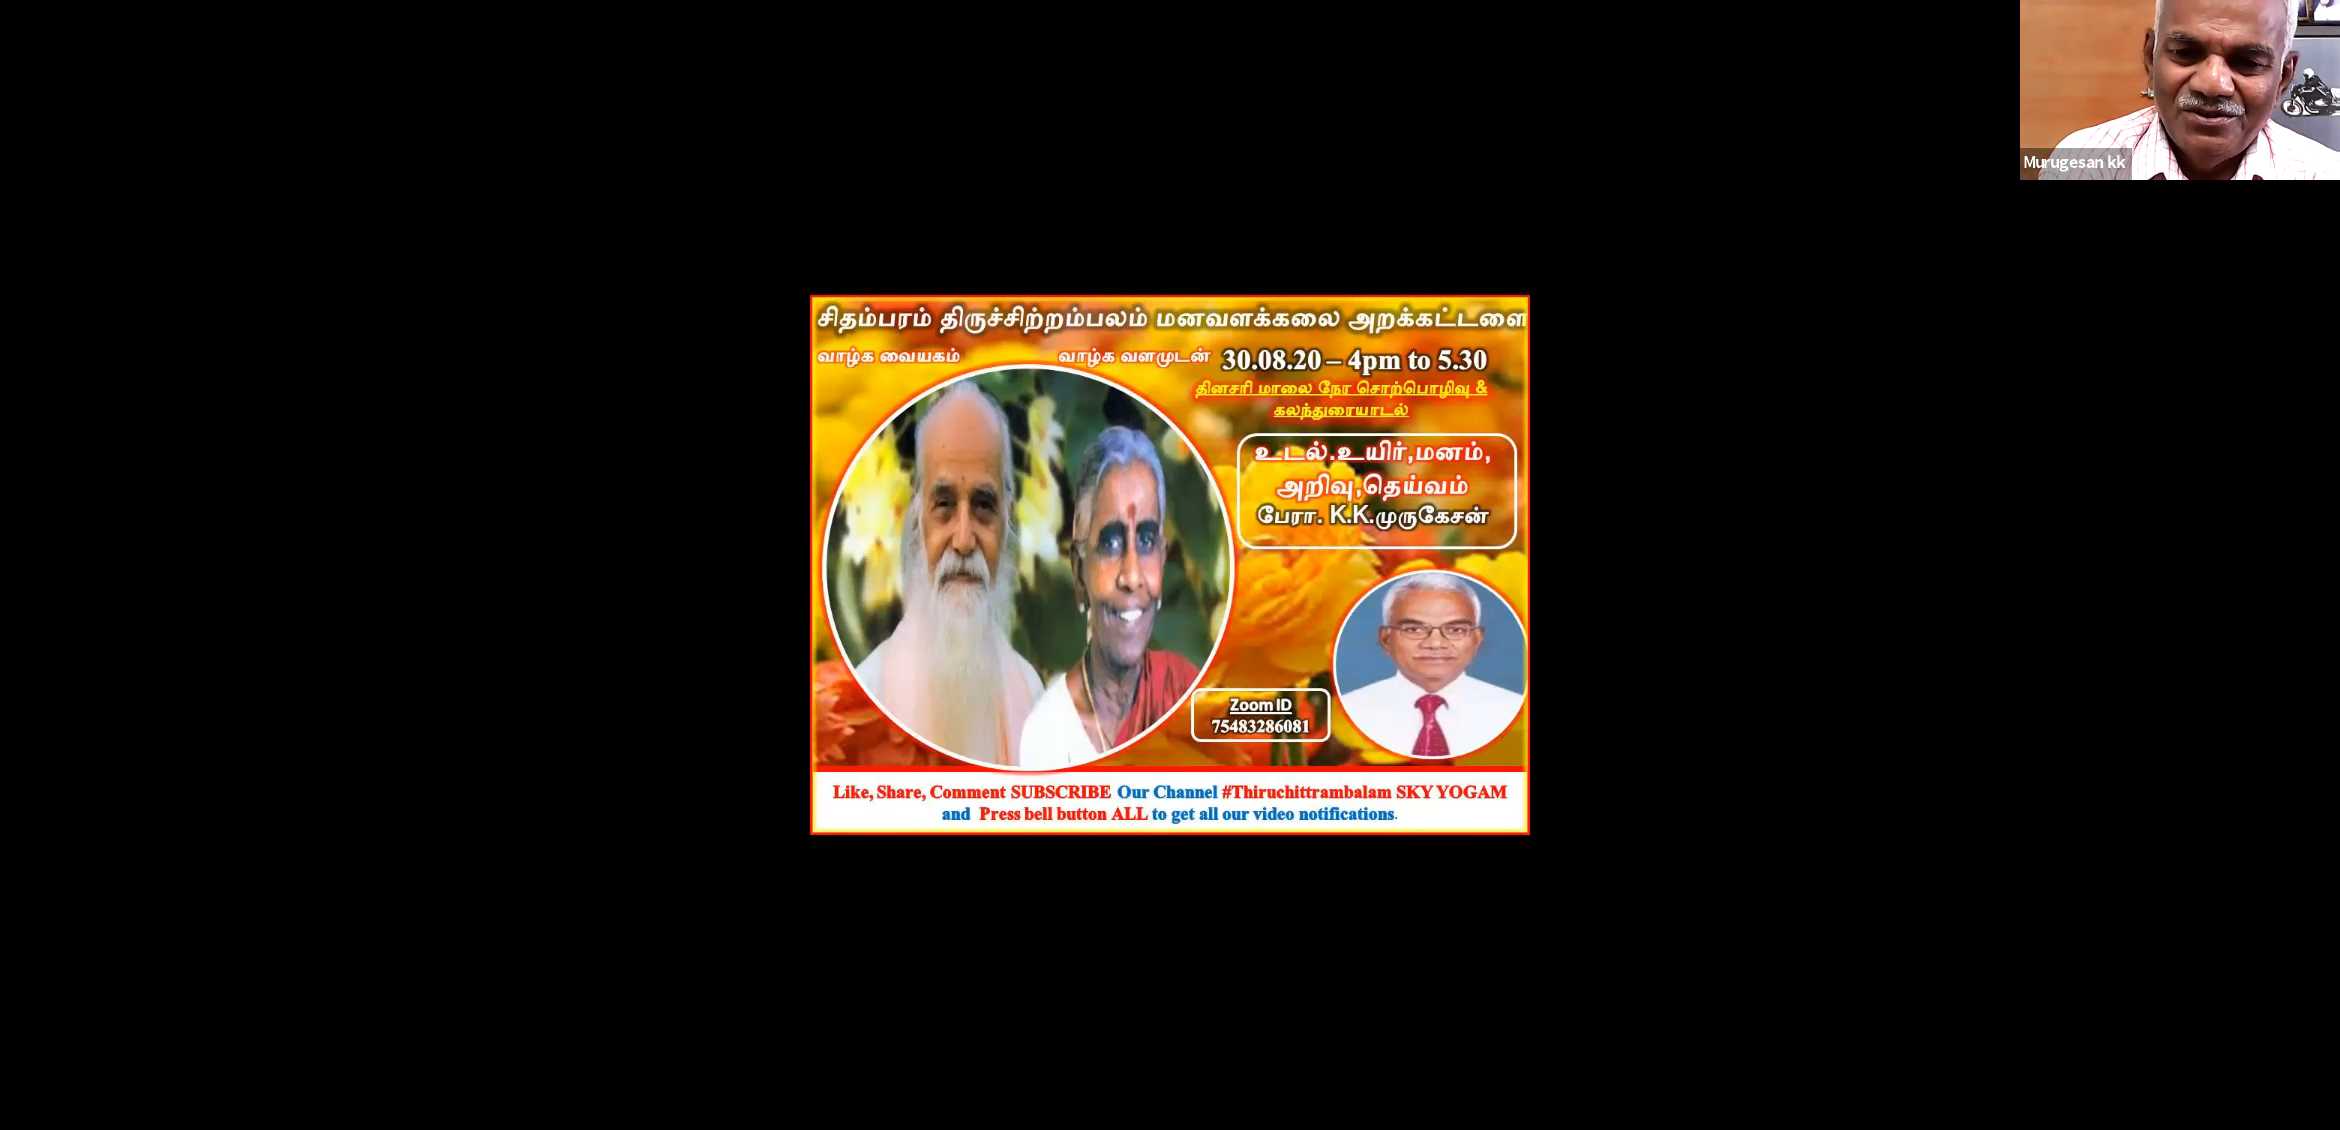 Murugesan kk
சிதம்பரம் திருச்சிற்றம்பலம் மனவளக்கலை அறக்கட்டளை
வாழ்க வையகம் வாழ்க வளமுடன் 30.08.20 – 4pm to 5.30
தினசரி மாலை நேர சொற்பொழிவு &
கலந்துரையாடல்
உடல்.உயிர்,மனம்,
அறிவு,தெய்வம்
பேரா. K.K.முருகேசன்
Zoom ID
75483286081
Like, Share, Comment SUBSCRIBE Our Channel #Thiruchittrambalam SKY YOGAM
and Press bell button ALL to get all our video notifications.